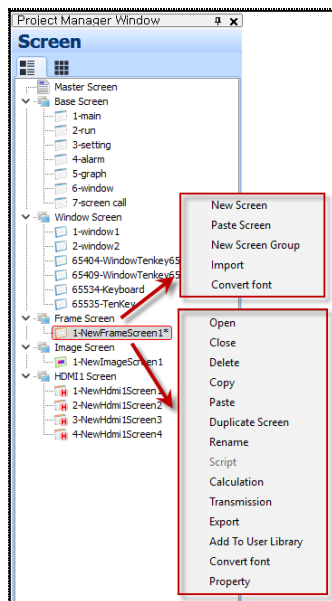 Project Manager Window
Screen
Master Screen
Base Screen
1-main
2-run
3-setting
4-alarm
5-graph
6-window
7-screen call
Window Screen
1-window1
2-window2
65404-WindowTenkey65
65409-WindowTenkey65
65534-Keyboard
65535-TenKey
Frame Screen
1-NewFrameScreen1*
Image Screen
1-NewImageScreen1
HDMI1 Screen
1-NewHdmi1Screen1
2-NewHdmi1Screen2
3-NewHdmi1Screen3
4-NewHdmi1Screen4
New Screen
Paste Screen
New Screen Group
Import
Convert font
Open
Close
Delete
Copy
Paste
Duplicate Screen
Rename
Script
Calculation
Transmission
Export
Add To User Library
Convert font
Property